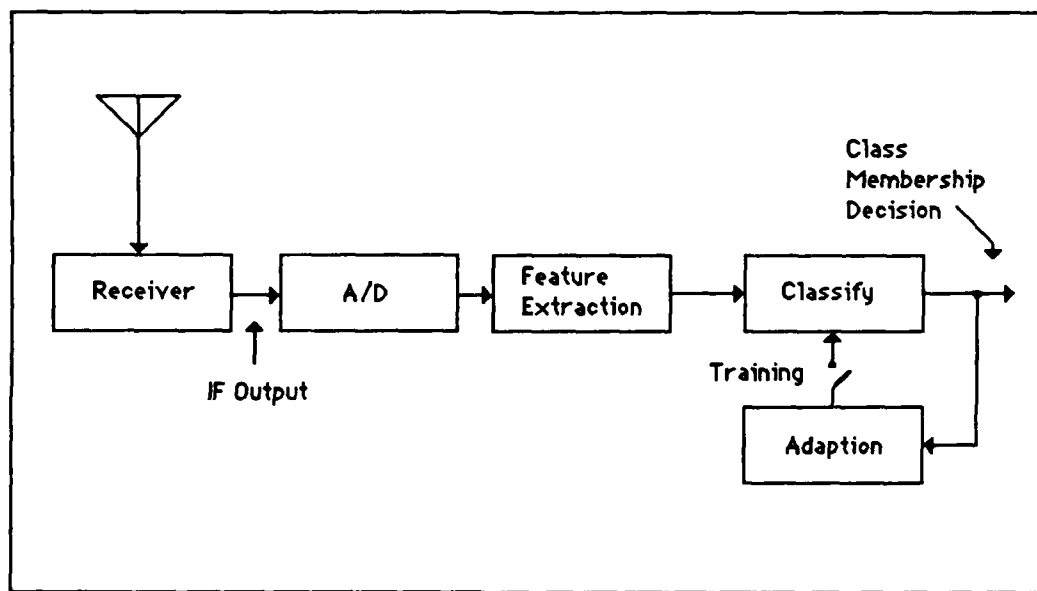 Class
Membership
Decision
Receiver
A/D
Feature
Extraction
Classify
IF Output
Training
Adaption